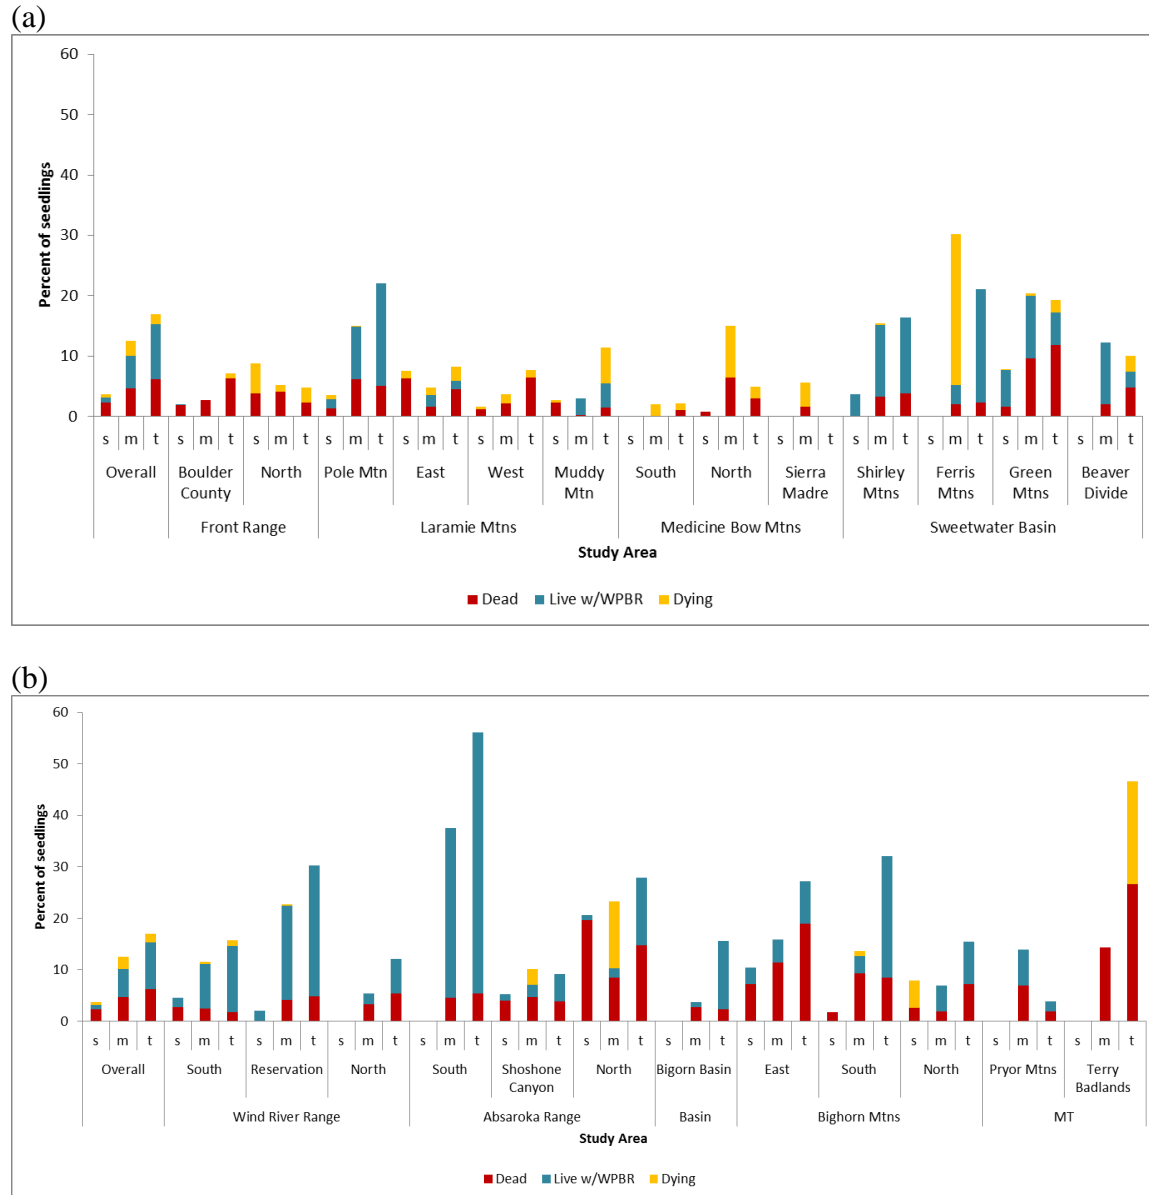 (a)
60
50
40
30
20
10
0
Percent of seedlings
s m t s m t s m t s m t s m t s m t s m t s m t s m t s m t s m t s m t s m t s m t
Overall Boulder North Pole Mtn East West Muddy South North Sierra Shirley Ferris Green Beaver
County Mtn Madre Mtns Mtns Mtns Divide
Front Range Laramie Mtns Medicine Bow Mtns Sweetwater Basin
Study Area
Dead Live w/WPBR Dying
(b)
60
50
40
30
20
10
0
Percent of seedlings
s m t s m t s m t s m t s m t s m t s m t s m t s m t s m t s m t s m t s m t
Overall South Reservation North South Shoshone North Bigorn Basin East South North Pryor Mtns Terry
Canyon Badlands
Wind River Range Absaroka Range Basin Bighorn Mtns MT
Study Area
Dead Live w/WPBR Dying